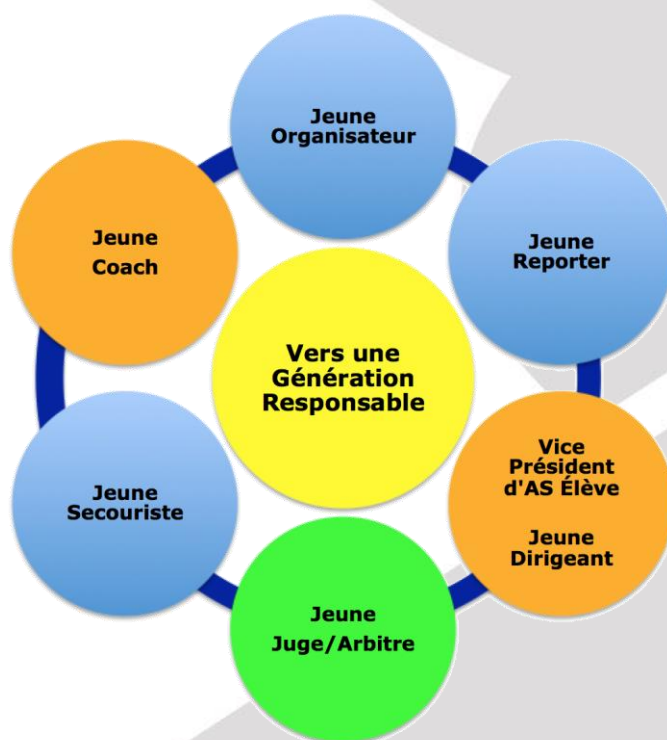 Jeune
Organisateur
Jeune
Coach
Jeune
Reporter
Vers une
Génération
Responsable
Vice
Président
d'AS Élève
Jeune
Dirigeant
Jeune
Secouriste
Jeune
Juge/Arbitre